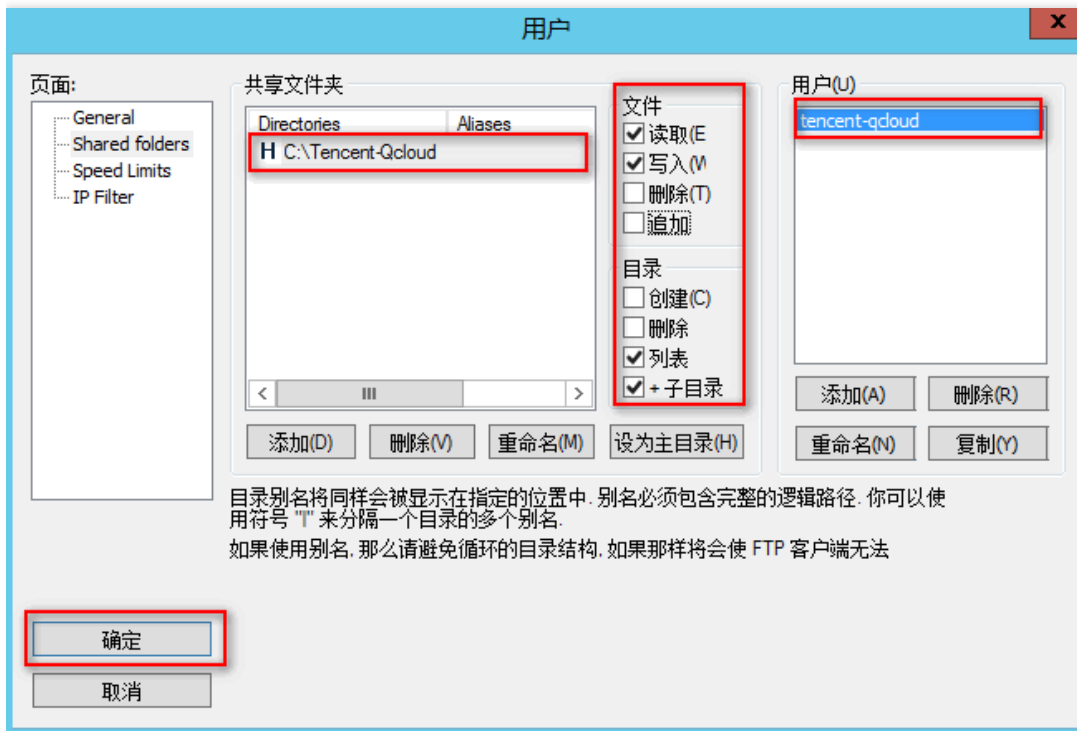 用户
x
页面:
General
Shared folders
Speed Limits
IP Filter
共享文件夹
Directories Aliases
H C:\Tencent-Qcloud
文件
读取(E
写入(W
删除(T)
追加
目录
创建(C)
删除
列表
+ 子目录
添加(D) 删除(V) 重命名(M) 设为主目录(H)
用户(U)
tencent-qcloud
添加(A) 删除(R)
重命名(N) 复制(Y)
目录别名将同样会被显示在指定的位置中. 别名必须包含完整的逻辑路径. 你可以使
用符号 "|" 来分隔一个目录的多个别名.
如果使用别名, 那么请避免循环的目录结构, 如果那样将会使 FTP 客户端无法
确定
取消